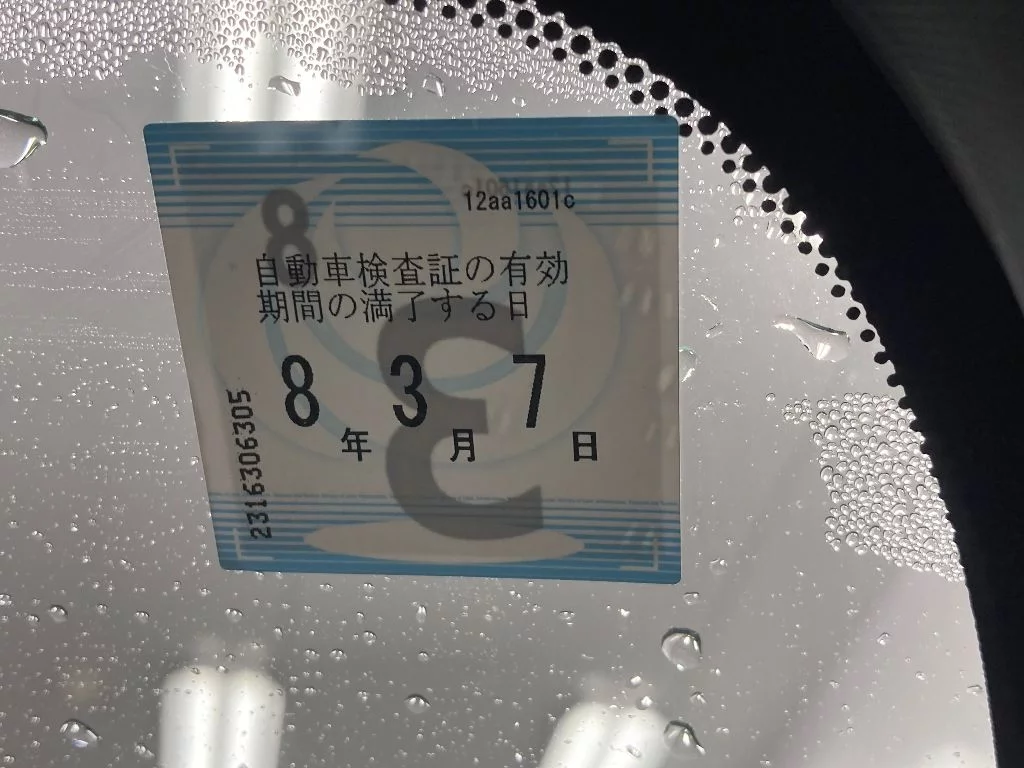 12aa1601c
8
自動車検査証の有効
期間の満了する日
3
8年 3月 7日
2316306305